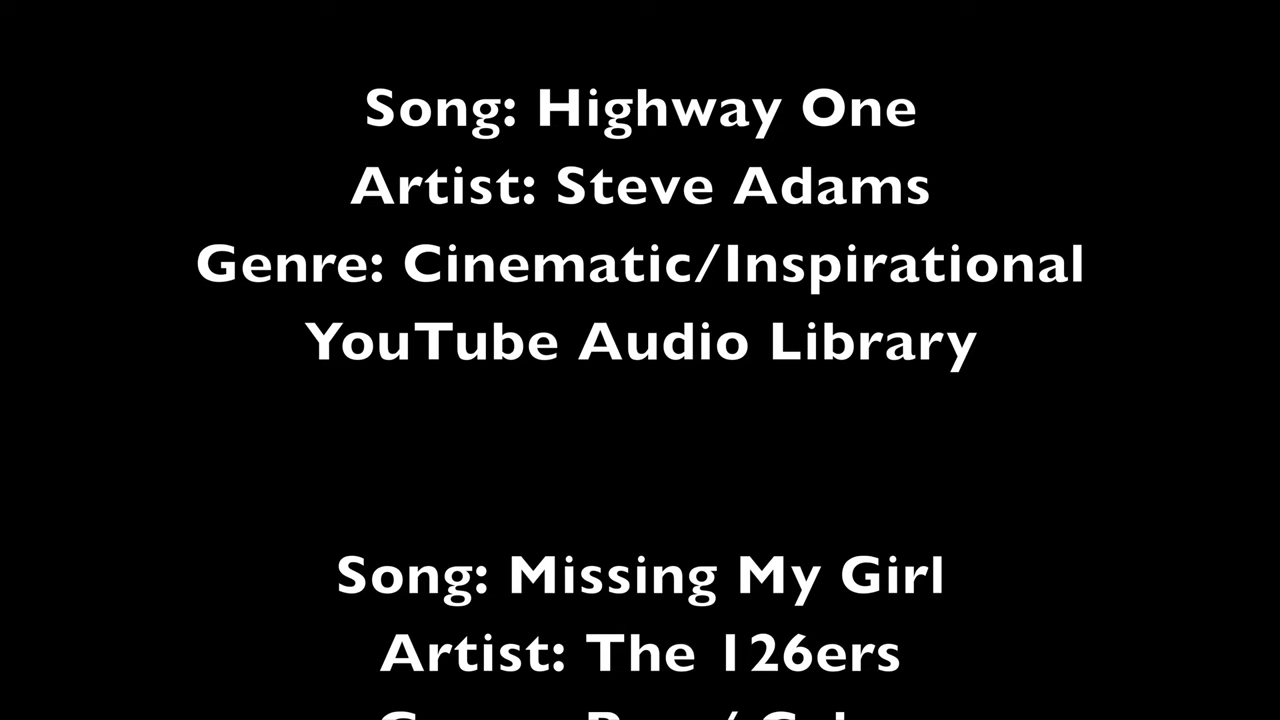 Song: Highway One
Artist: Steve Adams
Genre: Cinematic/Inspirational
YouTube Audio Library
Song: Missing My Girl
Artist: The 126ers